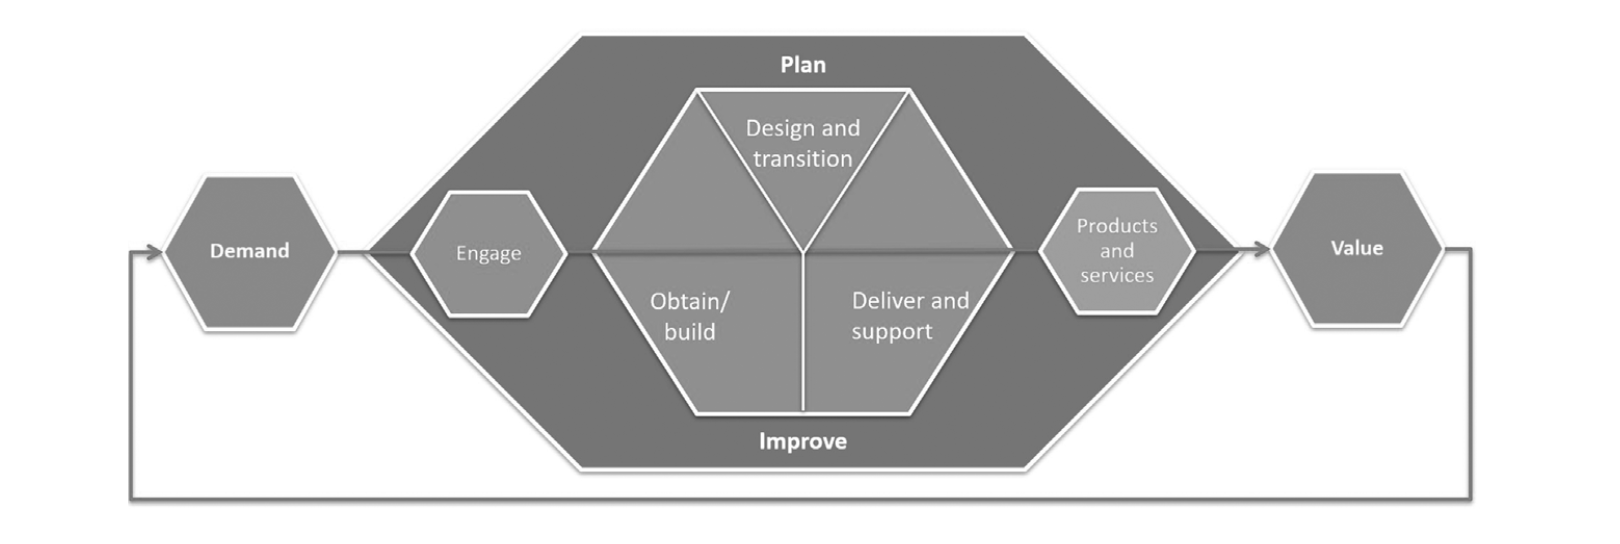 Plan
Design and
transition
Demand
Engage
Products
and
services
Value
Obtain/
build
Deliver and
support
Improve